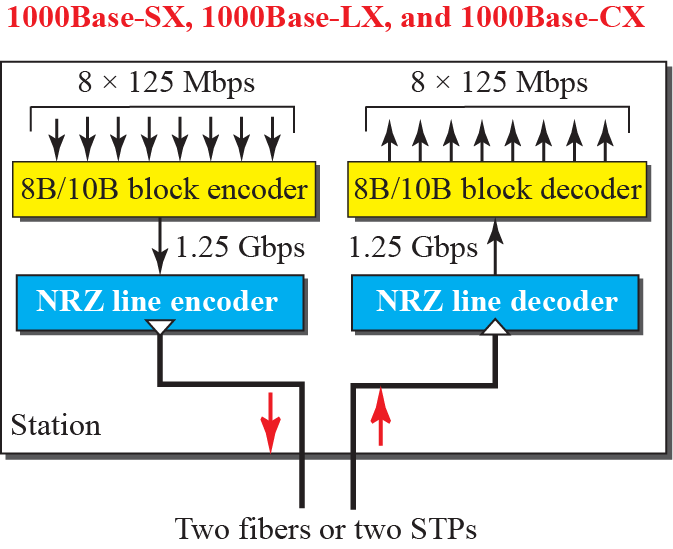 1000Base-SX, 1000Base-LX, and 1000Base-CX
8 × 125 Mbps
8 × 125 Mbps
8B/10B block encoder
8B/10B block decoder
1.25 Gbps
1.25 Gbps
NRZ line encoder
NRZ line decoder
Station
Two fibers or two STPs